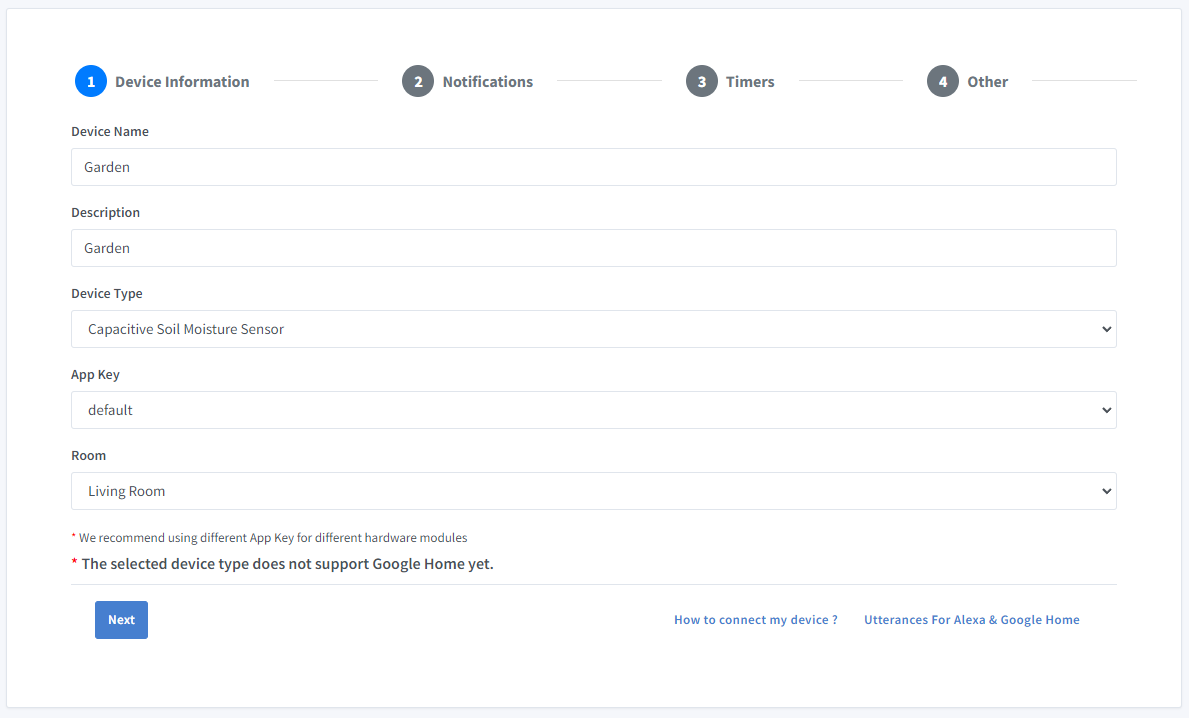 1 Device Information 2 Notifications 3 Timers 4 Other
Device Name
Garden
Description
Garden
Device Type
Capacitive Soil Moisture Sensor
App Key
default
Room
Living Room
* We recommend using different App Key for different hardware modules
* The selected device type does not support Google Home yet.
Next How to connect my device ? Utterances For Alexa & Google Home